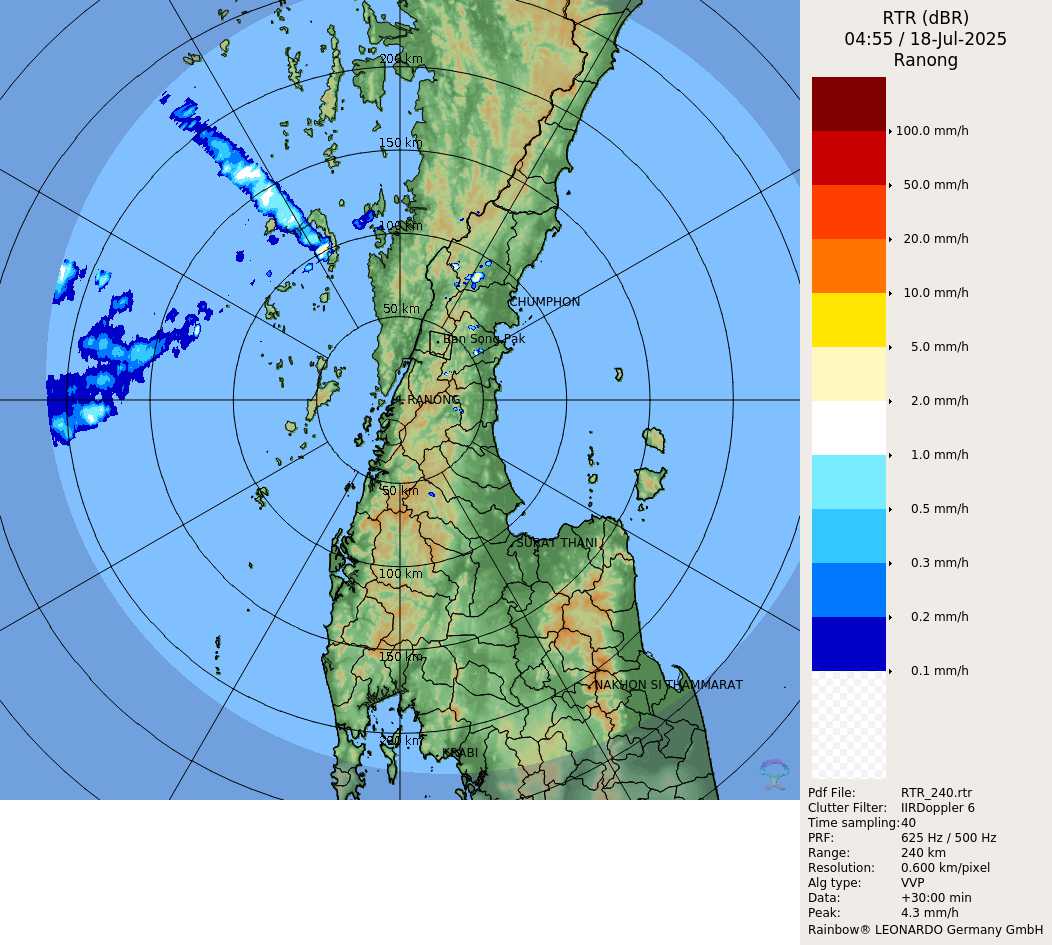 200 km
150 km
100 km
50 km
CHUMPHON
Ban Song Pak
RANONG
50 km
SURAT THANI
100 km
150 km
NAKHON SI THAMMARAT
200 km
KRABI
RTR (dBR)
04:55 / 18-Jul-2025
Ranong
100.0 mm/h
50.0 mm/h
20.0 mm/h
10.0 mm/h
5.0 mm/h
2.0 mm/h
1.0 mm/h
0.5 mm/h
0.3 mm/h
0.2 mm/h
0.1 mm/h
Pdf File: RTR_240.rtr
Clutter Filter: IIRDoppler 6
Time sampling:40
PRF: 625 Hz / 500 Hz
Range: 240 km
Resolution: 0.600 km/pixel
Alg type: VVP
Data: +30:00 min
Peak: 4.3 mm/h
Rainbow® LEONARDO Germany GmbH